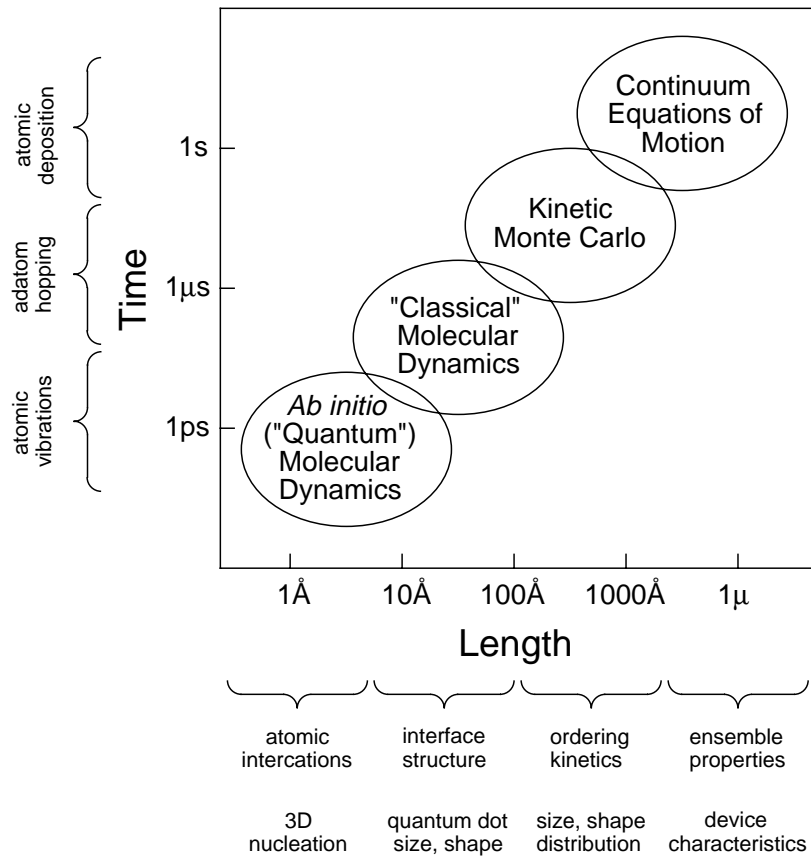 Continuum
Equations of
Motion
Kinetic
Monte Carlo
"Classical"
Molecular
Dynamics
Ab initio
("Quantum")
Molecular
Dynamics
atomic
deposition
adatom
hopping
atomic
vibrations
Time
1s
1µs
1ps
1Å
10Å
100Å
1000Å
1µ
Length
atomic
intercations
interface
structure
ordering
kinetics
ensemble
properties
3D
nucleation
quantum dot
size, shape
size, shape
distribution
device
characteristics